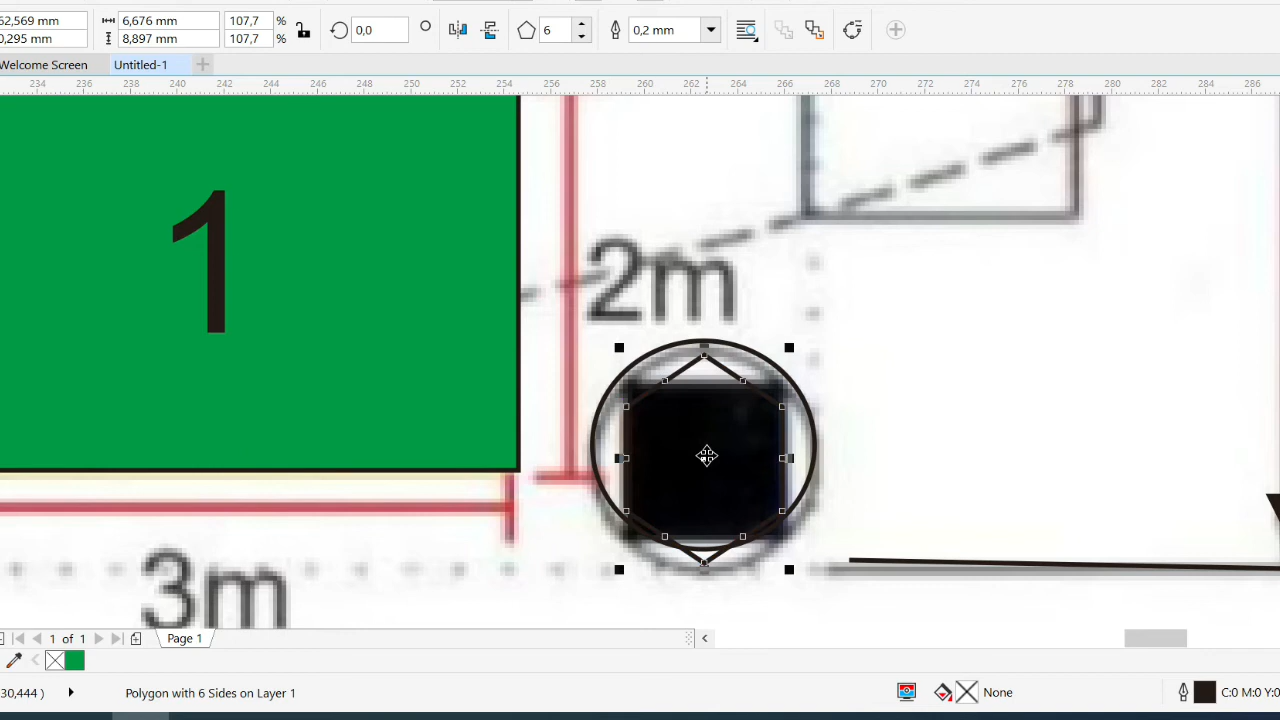 62,569 mm 6,676 mm 107,7 % 0,0 6 0,2 mm
0,295 mm 8,897 mm 107,7 %
Welcome Screen Untitled-1
234 236 238 240 242 244 246 248 250 252 254 256 258 260 262 264 266 268 270 272 274 276 278 280 282 284 286
1
2m
3m
1 of 1 Page 1
30,444 ) Polygon with 6 Sides on Layer 1 None C:0 M:0 Y:0